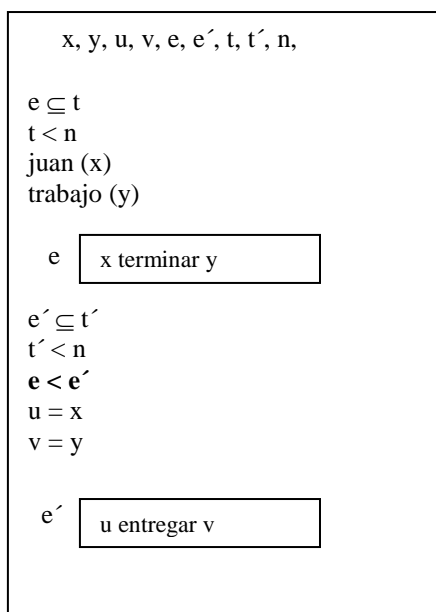 x, y, u, v, e, e´, t, t´, n,
e ⊆ t
t < n
juan (x)
trabajo (y)
e x terminar y
e´ ⊆ t´
t´ < n
e < e´
u = x
v = y
e´ u entregar v